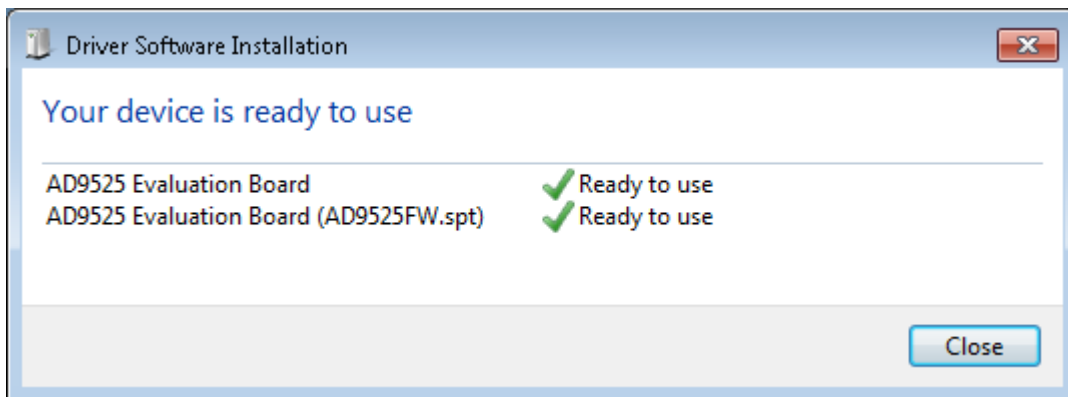 Driver Software Installation
Your device is ready to use
AD9525 Evaluation Board Ready to use
AD9525 Evaluation Board (AD9525FW.spt) Ready to use
Close